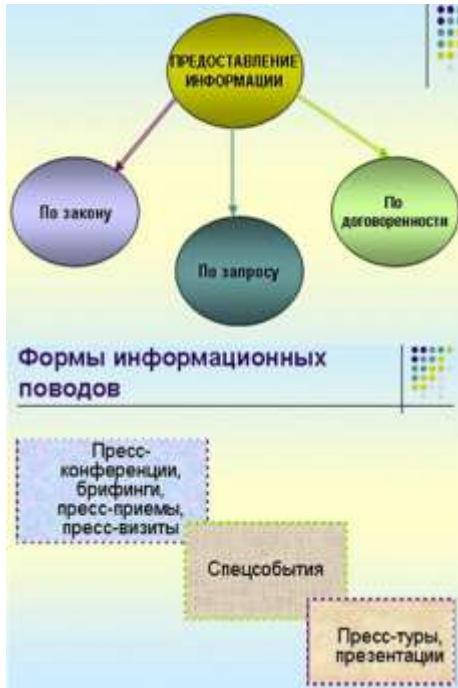 ПРЕДОСТАВЛЕНИЕ
ИНФОРМАЦИИ
По закону
По запросу
По
договоренности
Формы информационных
поводов
Пресс-
конференции,
брифинги,
пресс-приемы,
пресс-визиты
Спецсобытия
Пресс-туры,
презентации